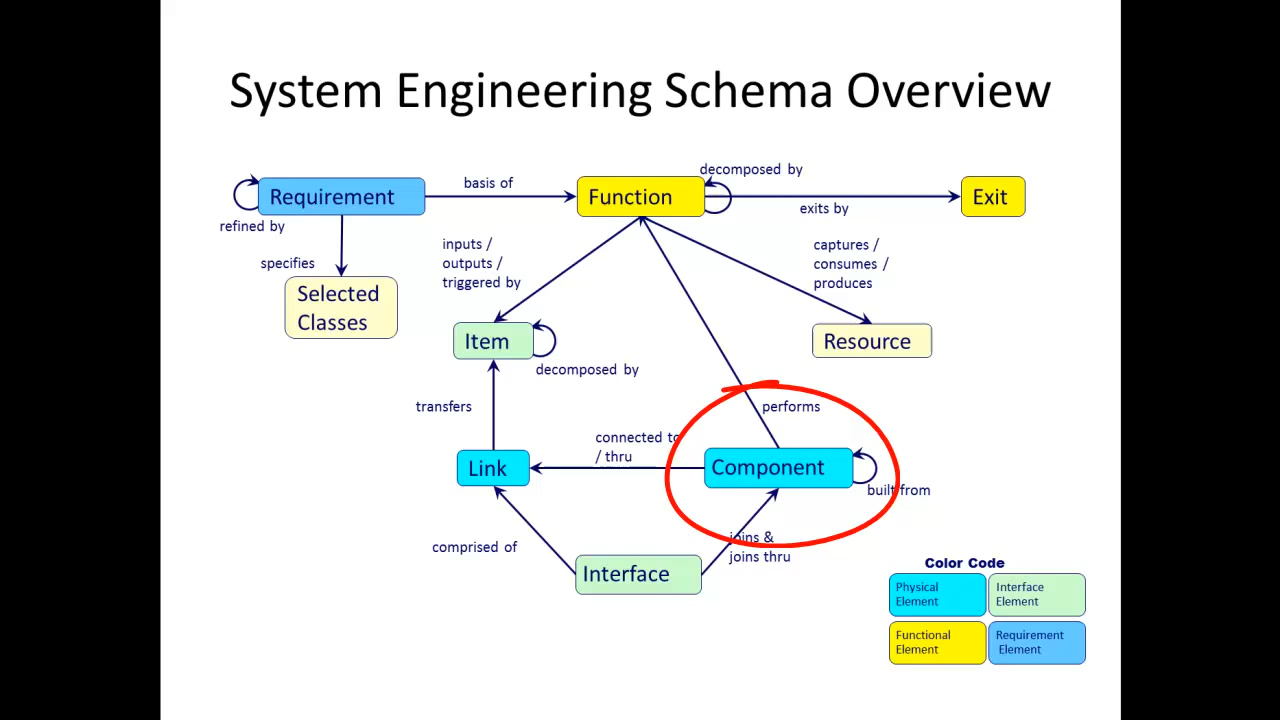 System Engineering Schema Overview
decomposed by
basis of
Requirement
Function
Exit
exits by
refined by
inputs /
outputs /
triggered by
captures /
consumes /
produces
specifies
Selected
Classes
Item
Resource
decomposed by
transfers
performs
connected to
/ thru
Link
Component
built from
comprised of
joins &
joins thru
Interface
Color Code
Physical
Element
Interface
Element
Functional
Element
Requirement
Element